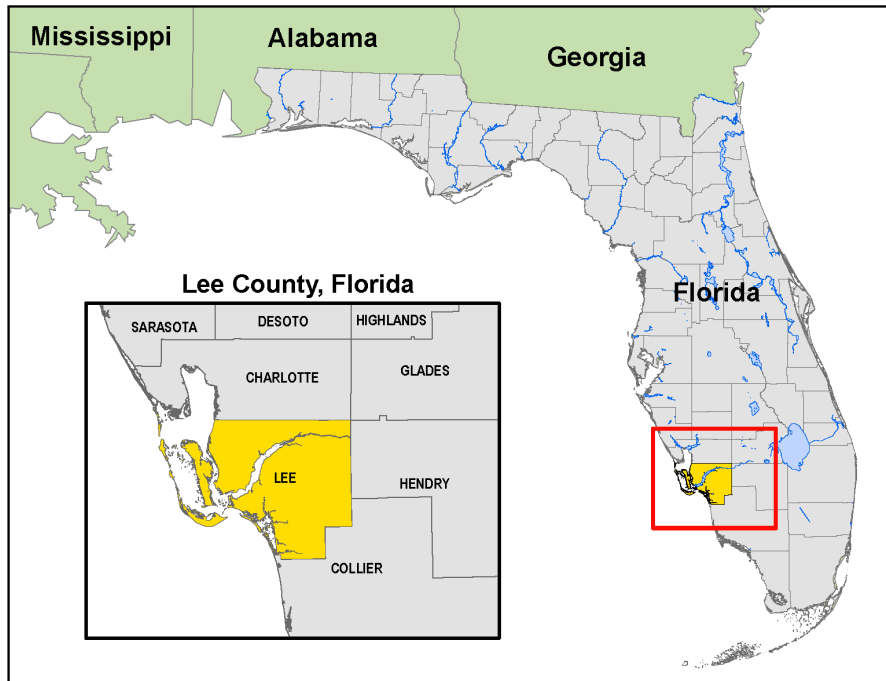 Mississippi
Alabama
Georgia
Florida
Lee County, Florida
SARASOTA
DESOTO
HIGHLANDS
CHARLOTTE
GLADES
LEE
HENDRY
COLLIER